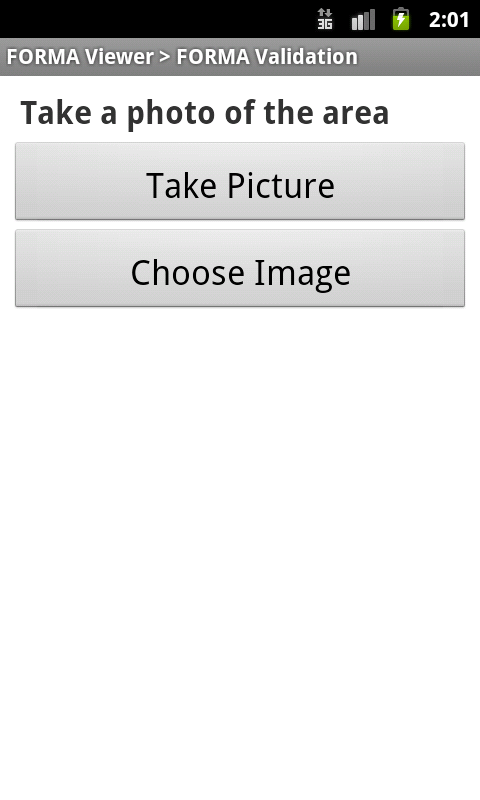 3G 2:01
FORMA Viewer > FORMA Validation
Take a photo of the area
Take Picture
Choose Image